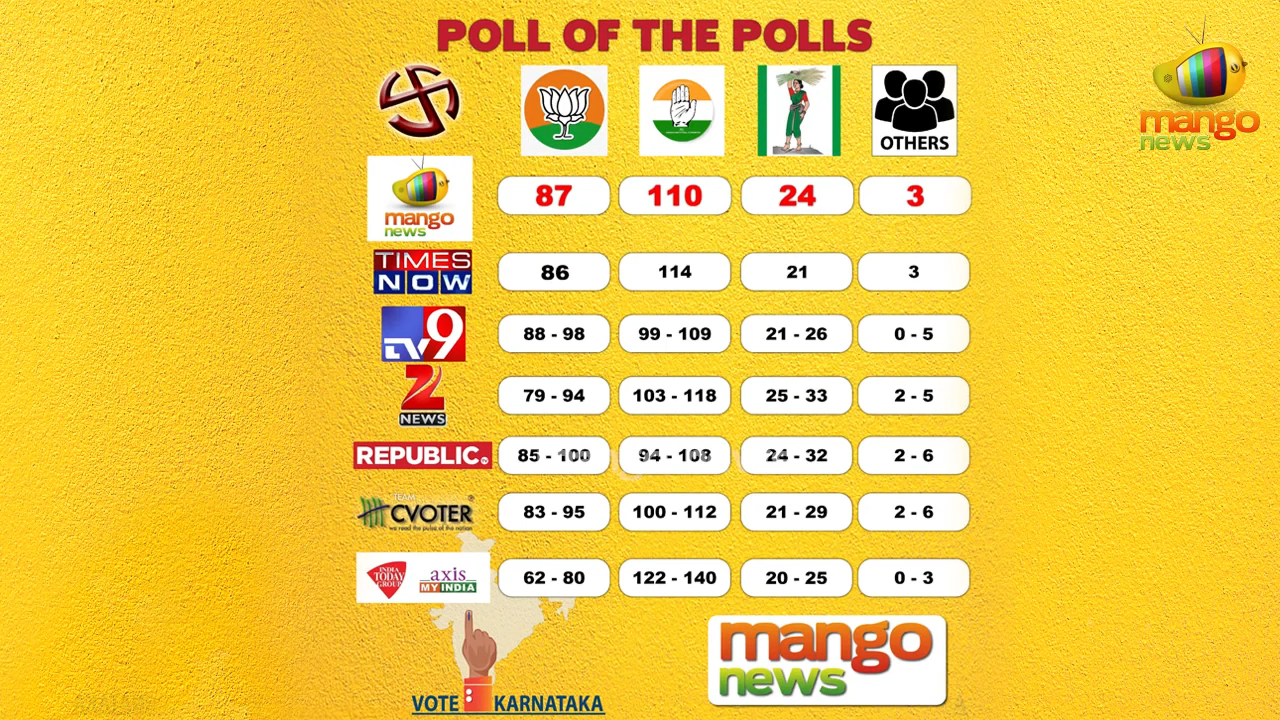 POLL OF THE POLLS
mango
news
OTHERS
mango
news
87
110
24
3
TIMES
NOW
86
114
21
3
TV9
88 - 98
99 - 109
21 - 26
0 - 5
Z
NEWS
79 - 94
103 - 118
25 - 33
2 - 5
REPUBLIC.
85 - 100
94 - 108
24 - 32
2 - 6
TEAM
CVOTER
we read the pulse of the nation
83 - 95
100 - 112
21 - 29
2 - 6
INDIA
TODAY
GROUP
axis
MY INDIA
62 - 80
122 - 140
20 - 25
0 - 3
mango
news
VOTE KARNATAKA